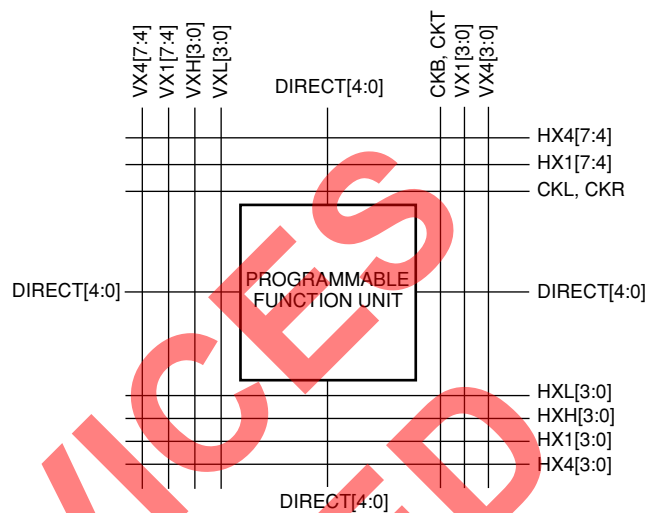 VX4[7:4]
VX1[7:4]
VXH[3:0]
VXL[3:0]
DIRECT[4:0]
CKB, CKT
VX1[3:0]
VX4[3:0]
HX4[7:4]
HX1[7:4]
CKL, CKR
DIRECT[4:0]
PROGRAMMABLE
FUNCTION UNIT
DIRECT[4:0]
HXL[3:0]
HXH[3:0]
HX1[3:0]
HX4[3:0]
DIRECT[4:0]
VICES
ED